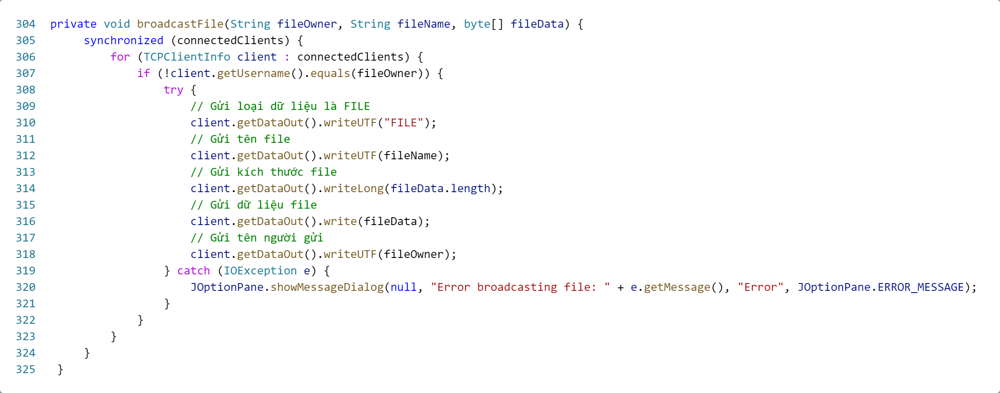 304 private void broadcastFile(String fileOwner, String fileName, byte[] fileData) {
305 synchronized (connectedClients) {
306 for (TCPClientInfo client : connectedClients) {
307 if (!client.getUsername().equals(fileOwner)) {
308 try {
309 // Gửi loại dữ liệu là FILE
310 client.getDataOut().writeUTF("FILE");
311 // Gửi tên file
312 client.getDataOut().writeUTF(fileName);
313 // Gửi kích thước file
314 client.getDataOut().writeLong(fileData.length);
315 // Gửi dữ liệu file
316 client.getDataOut().write(fileData);
317 // Gửi tên người gửi
318 client.getDataOut().writeUTF(fileOwner);
319 } catch (IOException e) {
320 JOptionPane.showMessageDialog(null, "Error broadcasting file: " + e.getMessage(), "Error", JOptionPane.ERROR_MESSAGE);
321 }
322 }
323 }
324 }
325 }